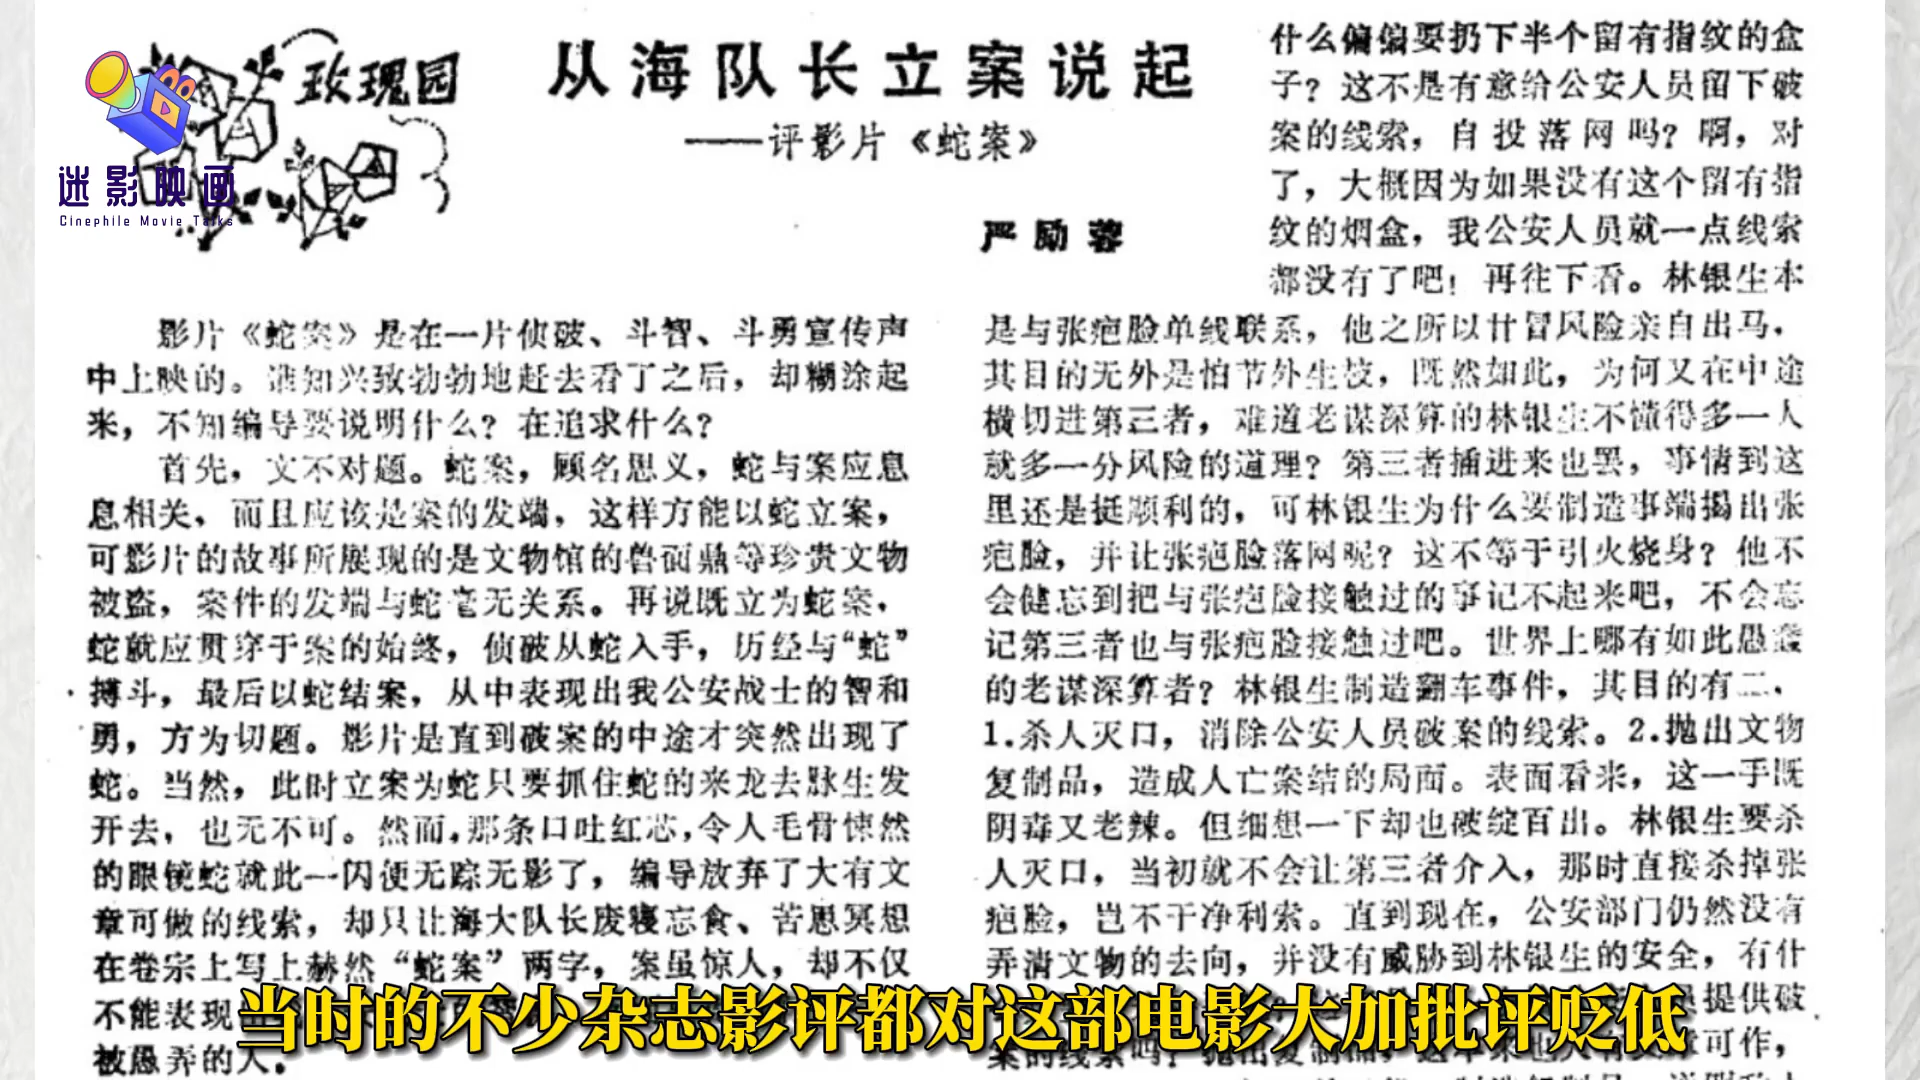 玫瑰园
迷影映画
Cinephile Movie Talks
从海队长立案说起
——评影片《蛇案》
严励蓉
影片《蛇案》是在一片侦破、斗智、斗勇宣传声
中上映的。谁知兴致勃勃地赶去看了之后，却糊涂起
来，不知编导要说明什么？在追求什么？
首先，文不对题。蛇案，顾名思义，蛇与案应息
息相关，而且应该是案的发端，这样方能以蛇立案，
可影片的故事所展现的是文物馆的兽面鼎等珍贵文物
被盗，案件的发端与蛇毫无关系。再说既立为蛇案，
蛇就应贯穿于案的始终，侦破从蛇入手，历经与“蛇”
搏斗，最后以蛇结案，从中表现出我公安战士的智和
勇，方为切题。影片是直到破案的中途才突然出现了
蛇。当然，此时立案为蛇只要抓住蛇的来龙去脉生发
开去，也无不可。然而，那条口吐红芯，令人毛骨悚然
的眼镜蛇就此一闪便无踪无影了，编导放弃了大有文
章可做的线索，却只让海大队长废寝忘食、苦思冥想
在卷宗上写上赫然“蛇案”两字，案虽惊人，却不仅
不能表现
被愚弄的人。
什么偏偏要扔下半个留有指纹的盒
子？这不是有意给公安人员留下破
案的线索，自投落网吗？啊，对
了，大概因为如果没有这个留有指
纹的烟盒，我公安人员就一点线索
都没有了吧！再往下看。林银生本
是与张疤脸单线联系，他之所以甘冒风险亲自出马，
其目的无外是怕节外生枝，既然如此，为何又在中途
横切进第三者，难道老谋深算的林银生不懂得多一人
就多一分风险的道理？第三者插进来也罢，事情到这
里还是挺顺利的，可林银生为什么要制造事端揭出张
疤脸，并让张疤脸落网呢？这不等于引火烧身？他不
会健忘到把与张疤脸接触过的事记不起来吧，不会忘
记第三者也与张疤脸接触过吧。世界上哪有如此愚蠢
的老谋深算者？林银生制造翻车事件，其目的有二，
1.杀人灭口，消除公安人员破案的线索。2.抛出文物
复制品，造成人亡案结的局面。表面看来，这一手既
阴毒又老辣。但细想一下却也破绽百出。林银生要杀
人灭口，当初就不会让第三者介入，那时直接杀掉张
疤脸，岂不干净利索。直到现在，公安部门仍然没有
弄清文物的去向，并没有威胁到林银生的安全，有什
提供破
案的线索吗？抛出复制品，
可作，
当时的不少杂志影评都对这部电影大加批评贬低